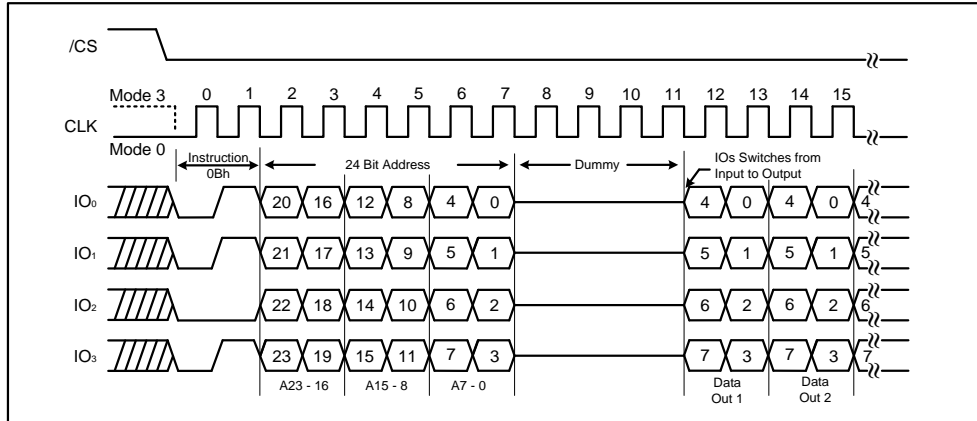 /CS
Mode 3 0 1 2 3 4 5 6 7 8 9 10 11 12 13 14 15
CLK
Mode 0
Instruction 24 Bit Address Dummy IOs Switches from
0Bh Input to Output
IO₀ 20 16 12 8 4 0 4 0 4 0 4
IO₁ 21 17 13 9 5 1 5 1 5 1 5
IO₂ 22 18 14 10 6 2 6 2 6 2 6
IO₃ 23 19 15 11 7 3 7 3 7 3 7
A23 - 16 A15 - 8 A7 - 0 Data Data
Out 1 Out 2